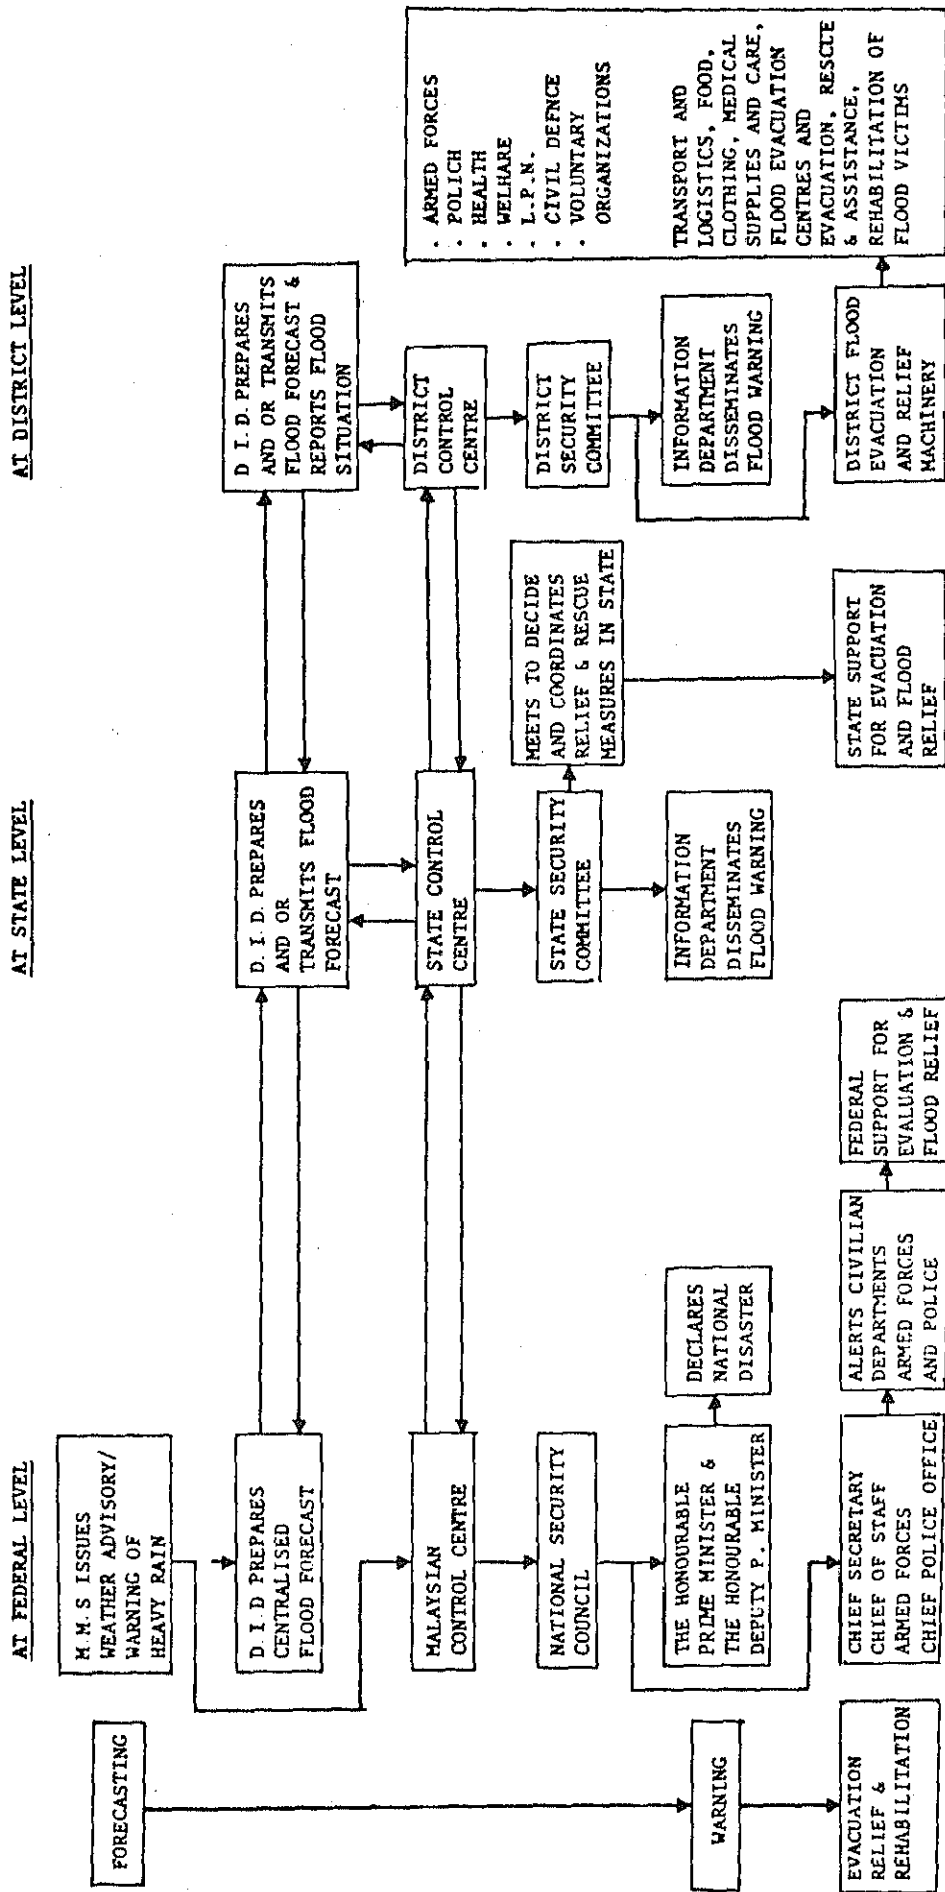 AT FEDERAL LEVEL
AT STATE LEVEL
AT DISTRICT LEVEL
FORECASTING
M.M.S ISSUES
WEATHER ADVISORY/
WARNING OF
HEAVY RAIN
D.I.D PREPARES
CENTRALISED
FLOOD FORECAST
D.I.D. PREPARES
AND OR
TRANSMITS FLOOD
FORECAST
D I.D. PREPARES
AND OR TRANSMITS
FLOOD FORECAST &
REPORTS FLOOD
SITUATION
MALAYSIAN
CONTROL CENTRE
STATE CONTROL
CENTRE
DISTRICT
CONTROL
CENTRE
NATIONAL SECURITY
COUNCIL
STATE SECURITY
COMMITTEE
MEETS TO DECIDE
AND COORDINATES
RELIEF & RESCUE
MEASURES IN STATE
DISTRICT
SECURITY
COMMITTEE
WARNING
THE HONOURABLE
PRIME MINISTER &
THE HONOURABLE
DEPUTY P. MINISTER
DECLARES
NATIONAL
DISASTER
INFORMATION
DEPARTMENT
DISSEMINATES
FLOOD WARNING
INFORMATION
DEPARTMENT
DISSEMINATES
FLOOD WARNING
EVACUATION
RELIEF &
REHABILITATION
CHIEF SECRETARY
CHIEF OF STAFF
ARMED FORCES
CHIEF POLICE OFFICE
ALERTS CIVILIAN
DEPARTMENTS
ARMED FORCES
AND POLICE
FEDERAL
SUPPORT FOR
EVALUATION &
FLOOD RELIEF
STATE SUPPORT
FOR EVACUATION
AND FLOOD
RELIEF
DISTRICT FLOOD
EVACUATION
AND RELIEF
MACHINERY
. ARMED FORCES
. POLICH
. HEALTH
. WELHARE
. L.P.N.
. CIVIL DEFNCE
. VOLUNTARY
ORGANIZATIONS
TRANSPORT AND
LOGISTICS, FOOD,
CLOTHING, MEDICAL
SUPPLIES AND CARE,
FLOOD EVACUATION
CENTRES AND
EVACUATION, RESCUE
& ASSISTANCE,
REHABILITATION OF
FLOOD VICTIMS